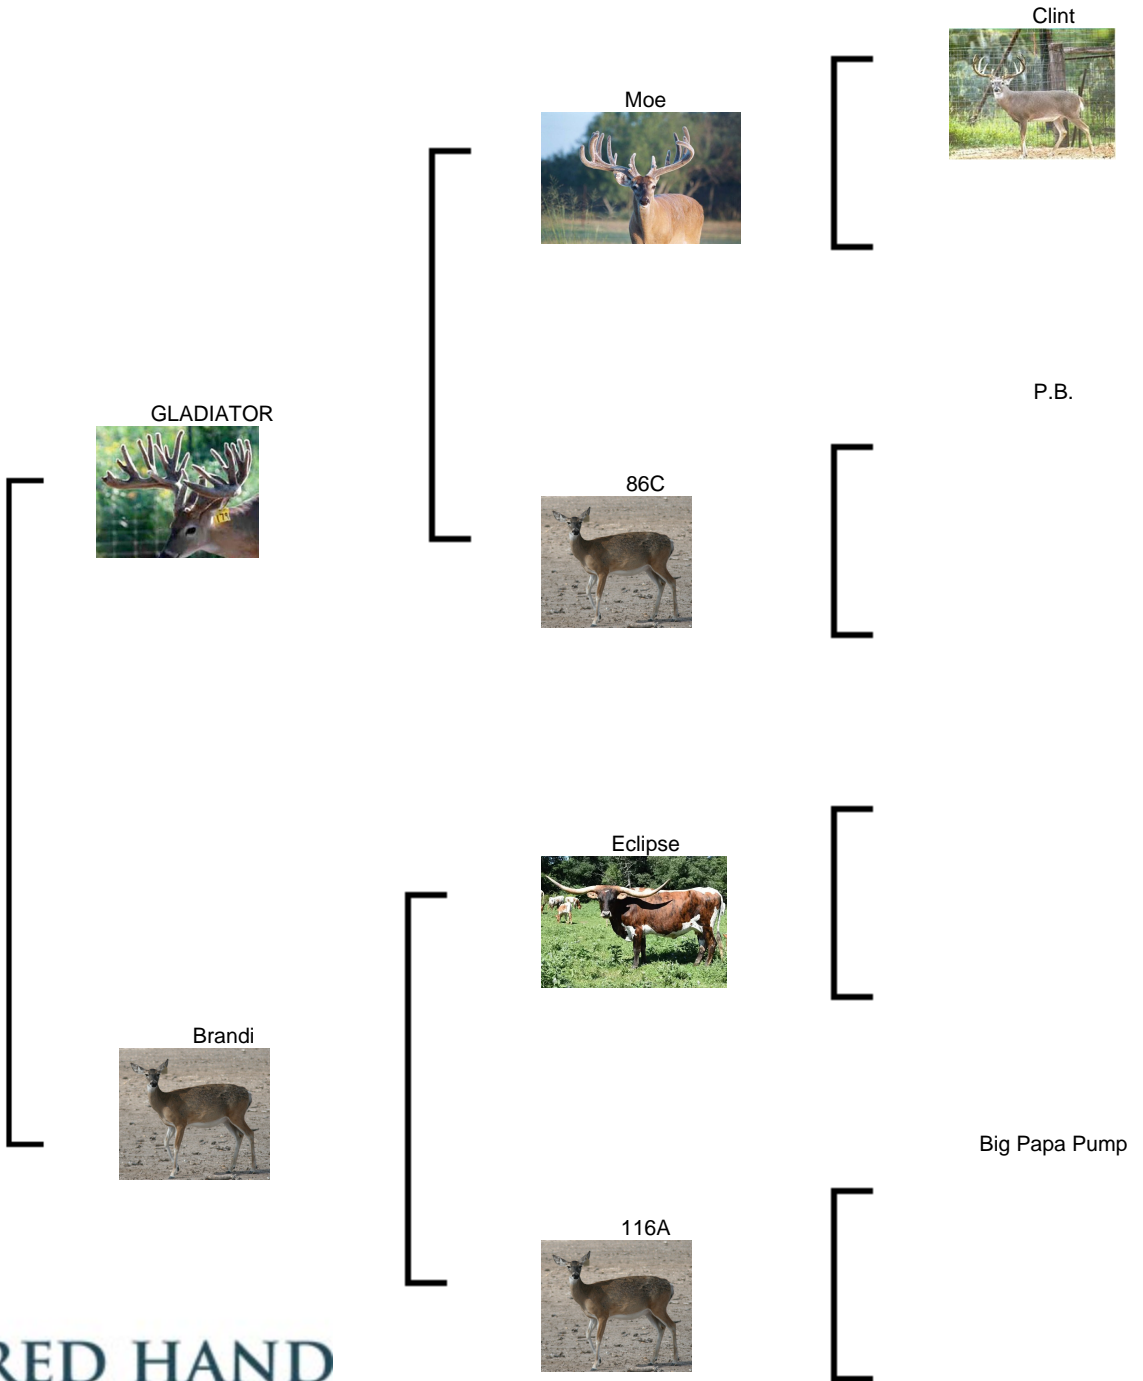 Clint
Moe
P.B.
GLADIATOR
86C
Eclipse
Brandi
Big Papa Pump
116A
RED HAND